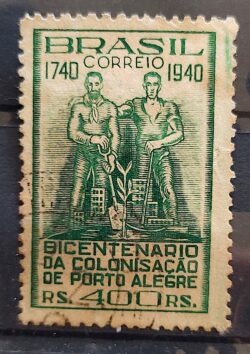 BRASIL
CORREIO
1740 1940
BICENTENARIO
DA COLONISAÇÃO
DE PORTO ALEGRE
RS. 400 RS.